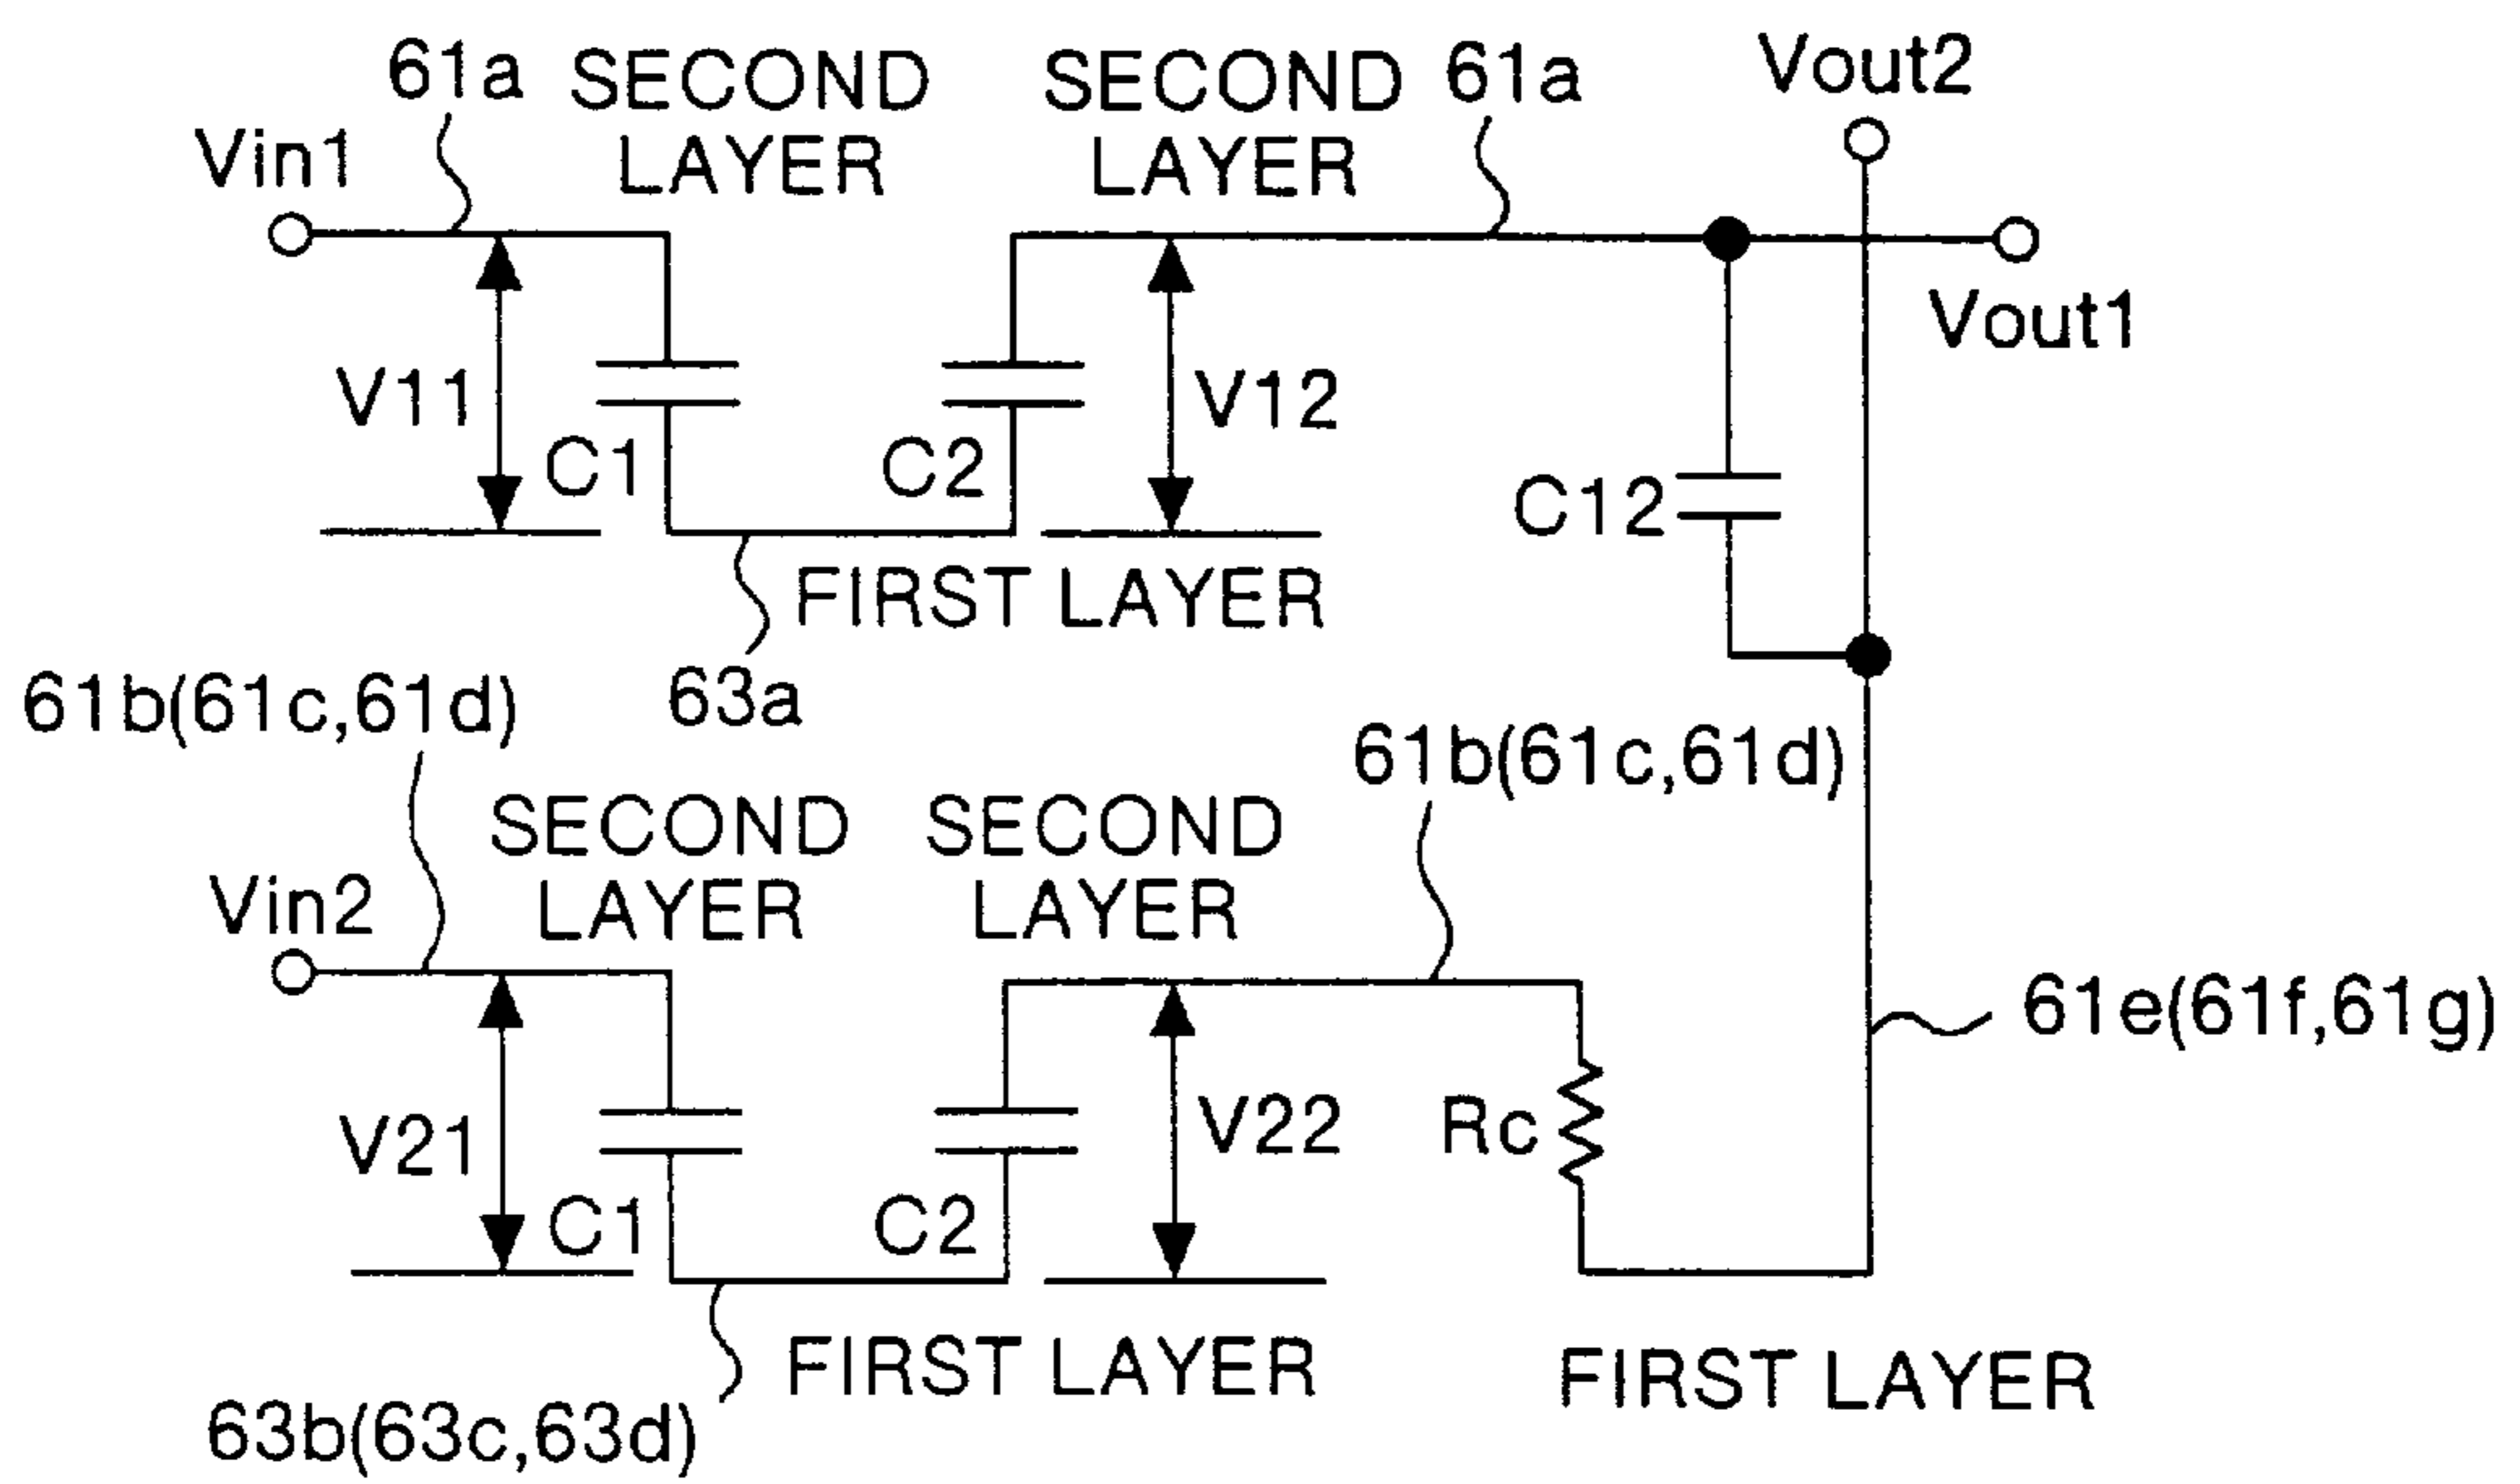 61a
SECOND
LAYER
SECOND
LAYER
61a
Vout2
Vin1
Vout1
V11
C1
C2
V12
C12
FIRST LAYER
63a
61b(61c,61d)
61b(61c,61d)
SECOND
LAYER
SECOND
LAYER
Vin2
61e(61f,61g)
V21
C1
C2
V22
Rc
FIRST LAYER
FIRST LAYER
63b(63c,63d)